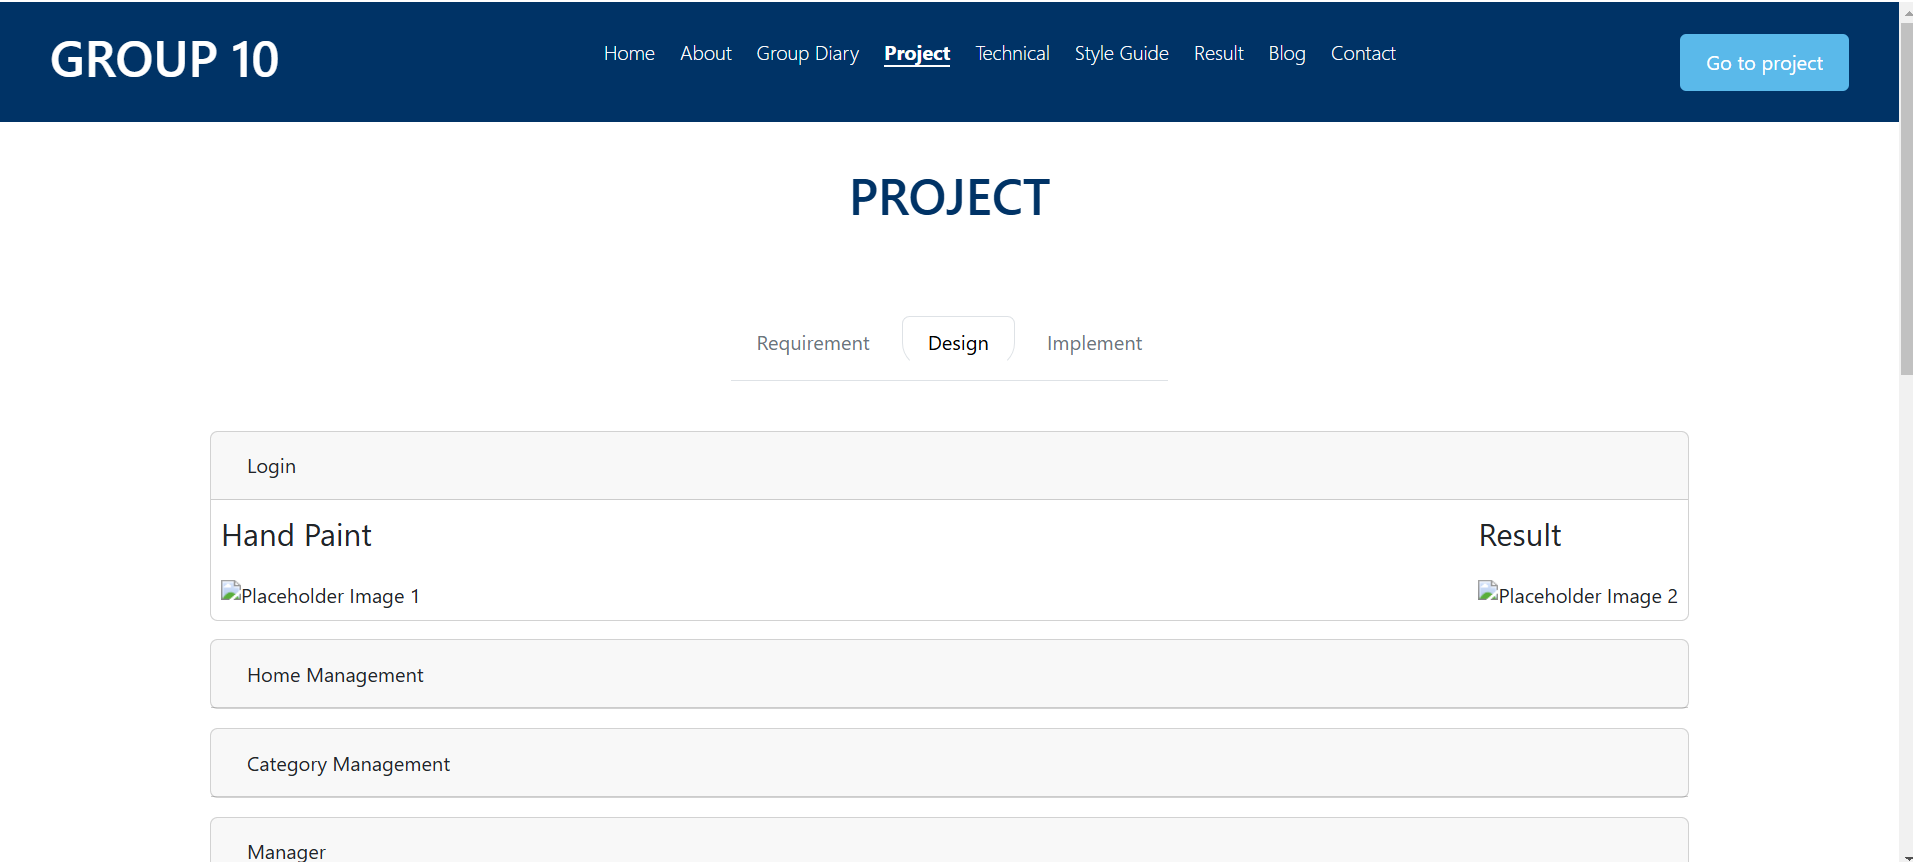 GROUP 10
Home About Group Diary Project Technical Style Guide Result Blog Contact
Go to project
PROJECT
Requirement Design Implement
Login
Hand Paint Result
Placeholder Image 1 Placeholder Image 2
Home Management
Category Management
Manager